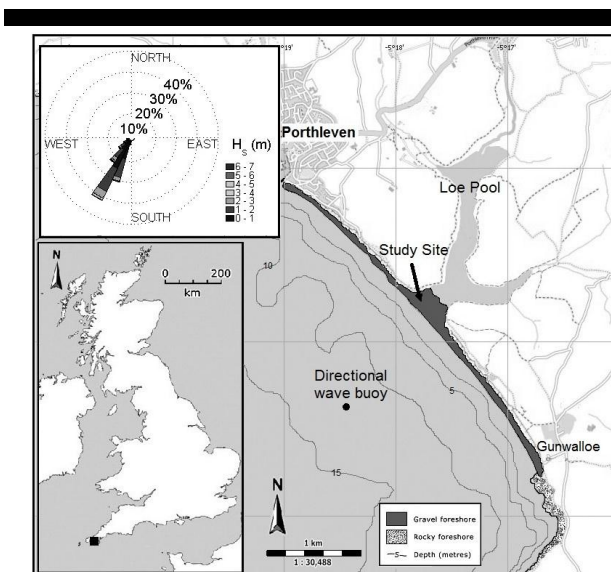 NORTH
40%
30%
20%
10%
WEST
EAST
SOUTH
Hs (m)
6 - 7
5 - 6
4 - 5
3 - 4
2 - 3
1 - 2
0 - 1
5°19'
5°18'
5°17'
Porthleven
Loe Pool
Study Site
10
Directional
wave buoy
5
15
Gunwalloe
N
0 200
km
N
1 km
1 : 30,488
Gravel foreshore
Rocky foreshore
5 Depth (metres)